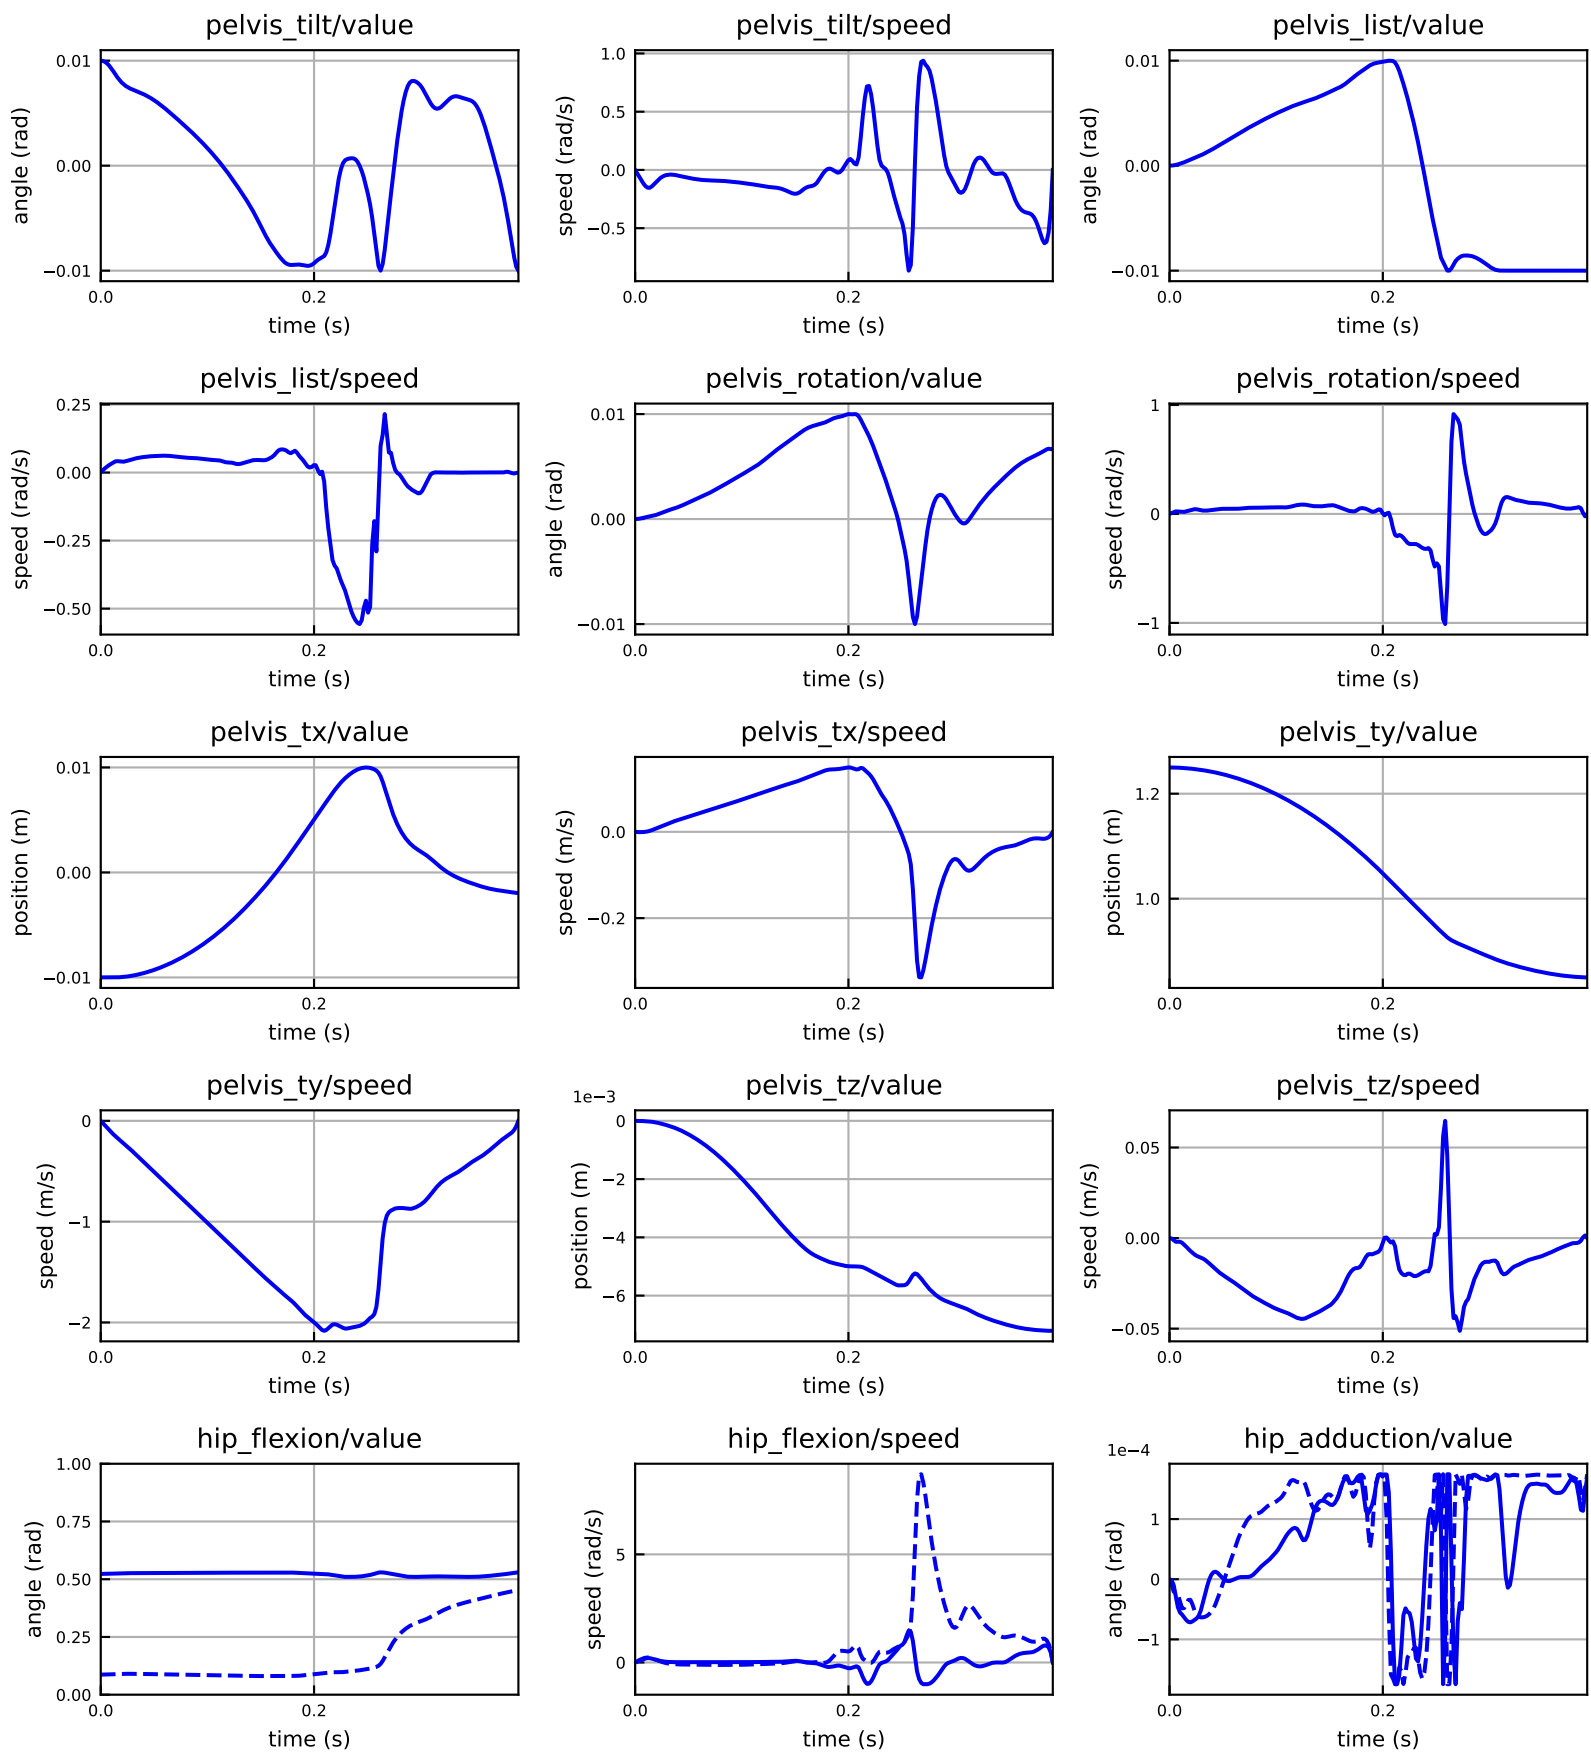 pelvis_tilt/value
angle (rad)
0.01
0.00
−0.01
0.0
0.2
time (s)
pelvis_tilt/speed
speed (rad/s)
1.0
0.5
0.0
−0.5
0.0
0.2
time (s)
pelvis_list/value
angle (rad)
0.01
0.00
−0.01
0.0
0.2
time (s)
pelvis_list/speed
speed (rad/s)
0.25
0.00
−0.25
−0.50
0.0
0.2
time (s)
pelvis_rotation/value
angle (rad)
0.01
0.00
−0.01
0.0
0.2
time (s)
pelvis_rotation/speed
speed (rad/s)
1
0
−1
0.0
0.2
time (s)
pelvis_tx/value
position (m)
0.01
0.00
−0.01
0.0
0.2
time (s)
pelvis_tx/speed
speed (m/s)
0.0
−0.2
0.0
0.2
time (s)
pelvis_ty/value
position (m)
1.2
1.0
0.0
0.2
time (s)
pelvis_ty/speed
speed (m/s)
0
−1
−2
0.0
0.2
time (s)
pelvis_tz/value
1e−3
position (m)
0
−2
−4
−6
0.0
0.2
time (s)
pelvis_tz/speed
speed (m/s)
0.05
0.00
−0.05
0.0
0.2
time (s)
hip_flexion/value
angle (rad)
1.00
0.75
0.50
0.25
0.00
0.0
0.2
time (s)
hip_flexion/speed
speed (rad/s)
5
0
0.0
0.2
time (s)
hip_adduction/value
1e−4
angle (rad)
1
0
−1
0.0
0.2
time (s)